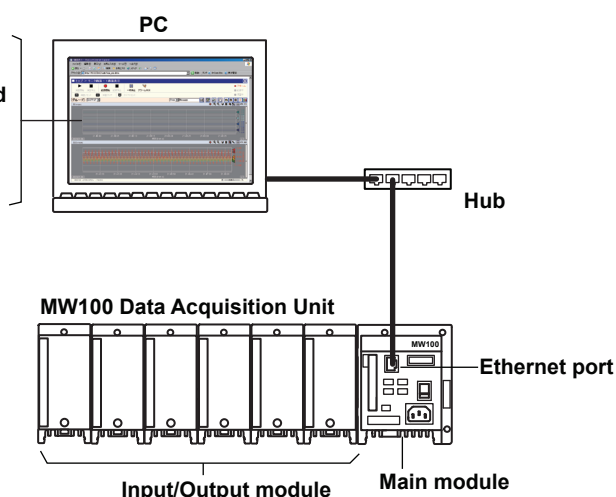 PC
d
Hub
MW100 Data Acquisition Unit
MW100
Ethernet port
Input/Output module
Main module